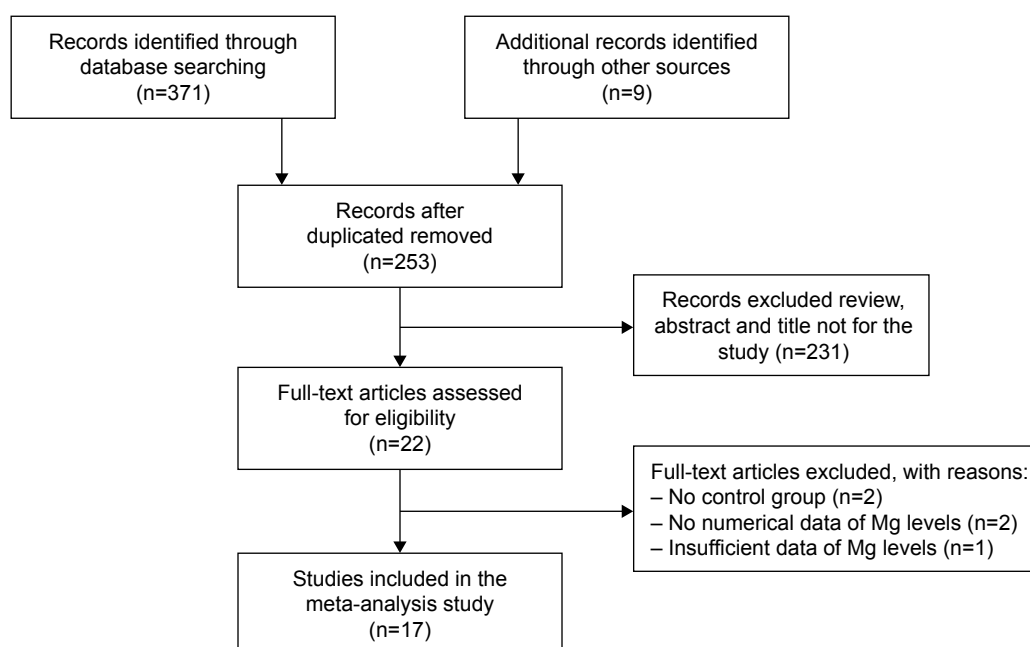 Records identified through
database searching
(n=371)
Additional records identified
through other sources
(n=9)
Records after
duplicated removed
(n=253)
Records excluded review,
abstract and title not for the
study (n=231)
Full-text articles assessed
for eligibility
(n=22)
Full-text articles excluded, with reasons:
– No control group (n=2)
– No numerical data of Mg levels (n=2)
– Insufficient data of Mg levels (n=1)
Studies included in the
meta-analysis study
(n=17)